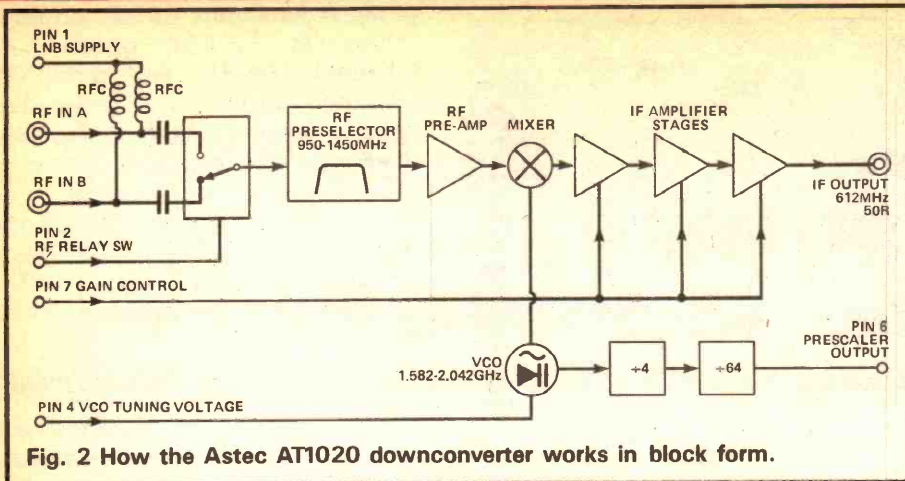 PIN 1
LNB SUPPLY
RFC
RFC
RF IN A
RF IN B
PIN 2
RF RELAY SW
PIN 7 GAIN CONTROL
RF
PRESELECTOR
950-1450MHz
RF
PRE-AMP
MIXER
IF AMPLIFIER
STAGES
IF OUTPUT
612MHz
50R
VCO
1.582-2.042GHz
÷4
÷64
PIN 6
PRESCALER
OUTPUT
PIN 4 VCO TUNING VOLTAGE
Fig. 2 How the Astec AT1020 downconverter works in block form.